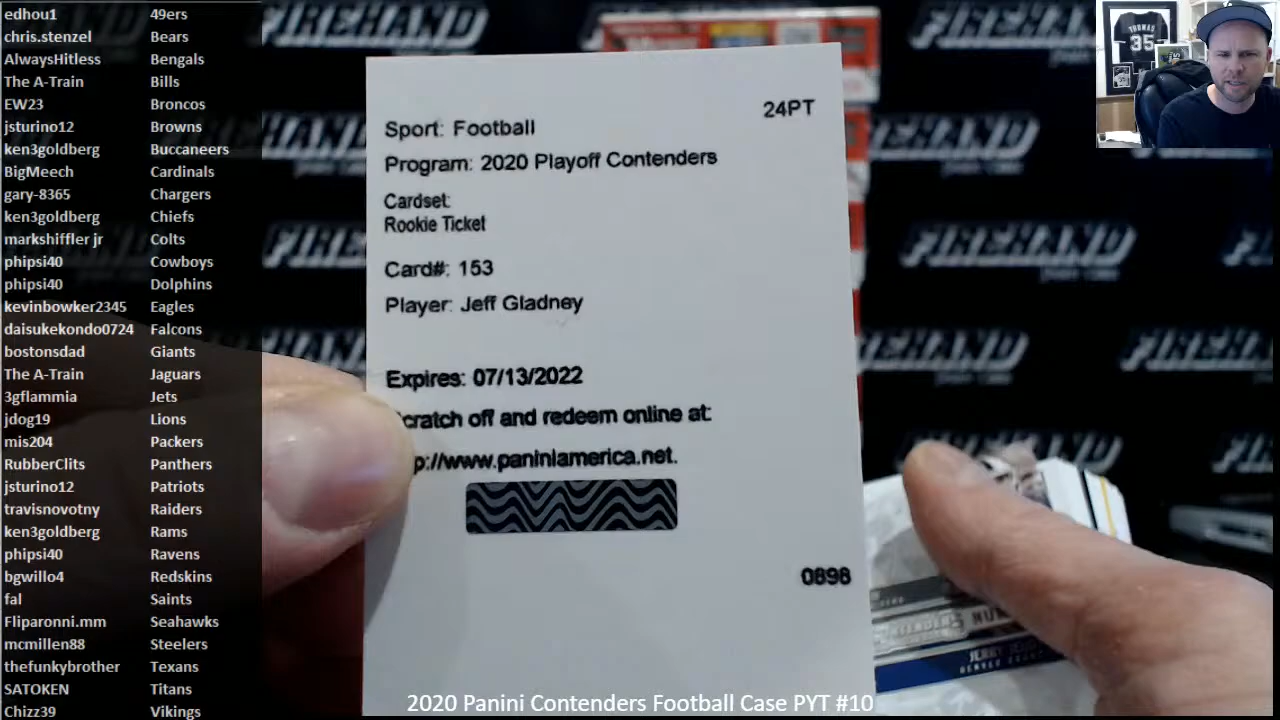 edhou1 49ers
chris.stenzel Bears
AlwaysHitless Bengals
The A-Train Bills
EW23 Broncos
jsturino12 Browns
ken3goldberg Buccaneers
BigMeech Cardinals
gary-8365 Chargers
ken3goldberg Chiefs
markshiffler jr Colts
phipsi40 Cowboys
phipsi40 Dolphins
kevinbowker2345 Eagles
daisukekondo0724 Falcons
bostonsdad Giants
The A-Train Jaguars
3gflammia Jets
jdog19 Lions
mis204 Packers
RubberClits Panthers
jsturino12 Patriots
travisnovotny Raiders
ken3goldberg Rams
phipsi40 Ravens
bgwillo4 Redskins
fal Saints
Fliparonni.mm Seahawks
mcmillen88 Steelers
thefunkybrother Texans
SATOKEN Titans
Chizz39 Vikings
24PT
Sport: Football
Program: 2020 Playoff Contenders
Cardset:
Rookie Ticket
Card#: 153
Player: Jeff Gladney
Expires: 07/13/2022
cratch off and redeem online at:
p://www.paniniamerica.net.
0898
FIREHAND
THOMAS
35
JERRY
DENVER
2020 Panini Contenders Football Case PYT #10